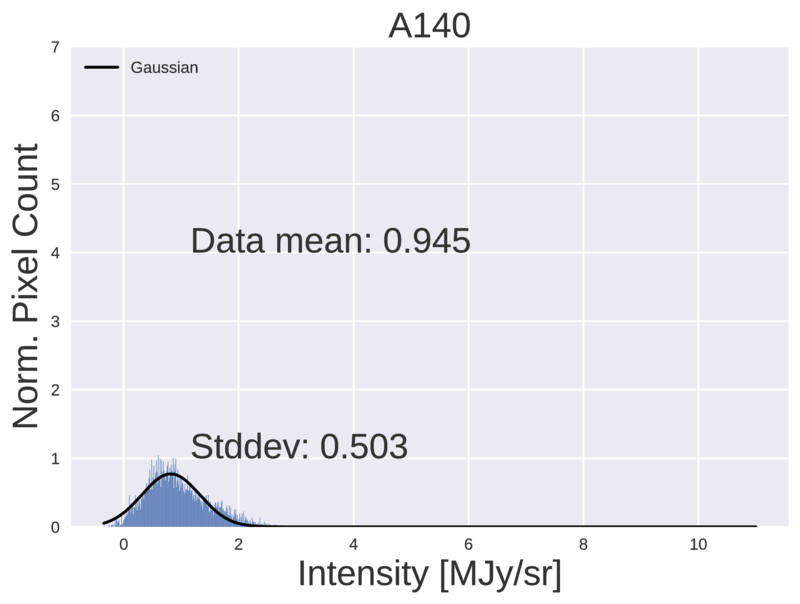 A140
Gaussian
Norm. Pixel Count
7
6
5
4
3
2
1
0
Data mean: 0.945
Stddev: 0.503
0 2 4 6 8 10
Intensity [MJy/sr]